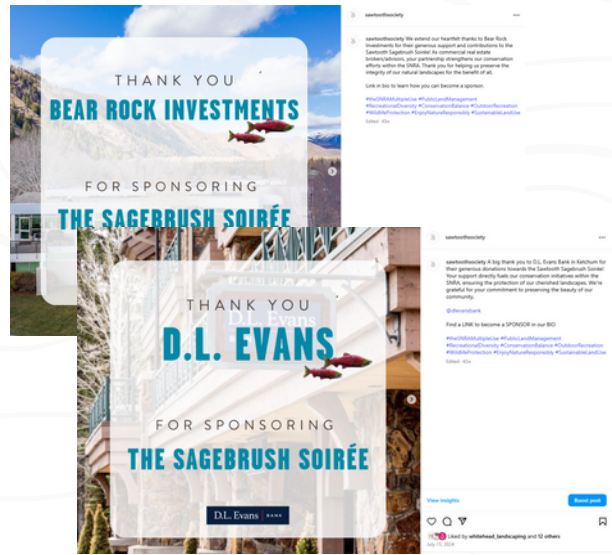 THANK YOU
BEAR ROCK INVESTMENTS
FOR SPONSORING
THE SAGEBRUSH SOIRÉE
sawtoothsociety
sawtoothsociety We extend our heartfelt thanks to Bear Rock
Investments for their generous support and contributions to the
Sawtooth Sagebrush Soirée! As commercial real estate
brokers/advisors, your partnership strengthens our conservation
efforts within the SNRA. Thank you for helping us preserve the
integrity of our natural landscapes for the benefit of all.
Link in bio to learn how you can become a sponsor.
#theSNRAMultipleUse #PublicLandManagement
#RecreationalDiversity #ConservationBalance #OutdoorRecreation
#WildlifeProtection #EnjoyNatureResponsibly #SustainableLandUse
Edited
THANK YOU
D.L. Evans
D.L. EVANS
FOR SPONSORING
THE SAGEBRUSH SOIRÉE
D.L. Evans BANK
sawtoothsociety
sawtoothsociety A big thank you to D.L. Evans Bank in Ketchum for
their generous donations towards the Sawtooth Sagebrush Soirée!
Your support directly fuels our conservation initiatives within the
SNRA, ensuring the protection of our cherished landscapes. We're
grateful for your commitment to preserving the beauty of our
community.
@dlevansbank
Find a LINK to become a SPONSOR in our BIO
#theSNRAMultipleUse #PublicLandManagement
#RecreationalDiversity #ConservationBalance #OutdoorRecreation
#WildlifeProtection #EnjoyNatureResponsibly #SustainableLandUse
Edited
View insights
Boost post
Liked by whitehead_landscaping and 12 others
July 15, 2024